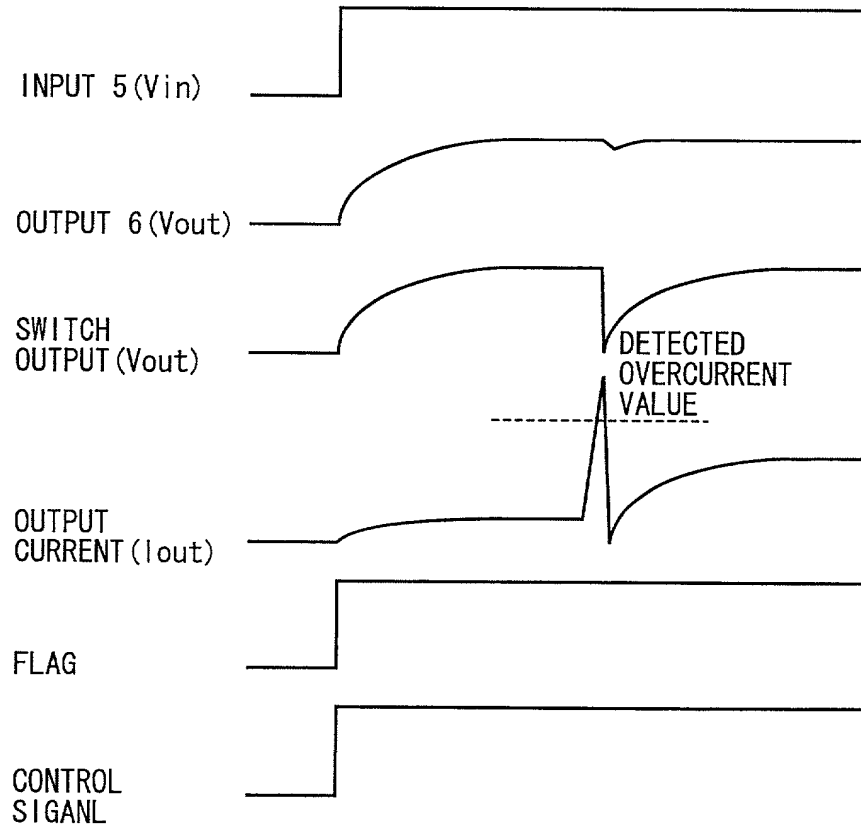 INPUT 5(Vin)
OUTPUT 6(Vout)
SWITCH
OUTPUT(Vout)
DETECTED
OVERCURRENT
VALUE
OUTPUT
CURRENT(Iout)
FLAG
CONTROL
SIGANL